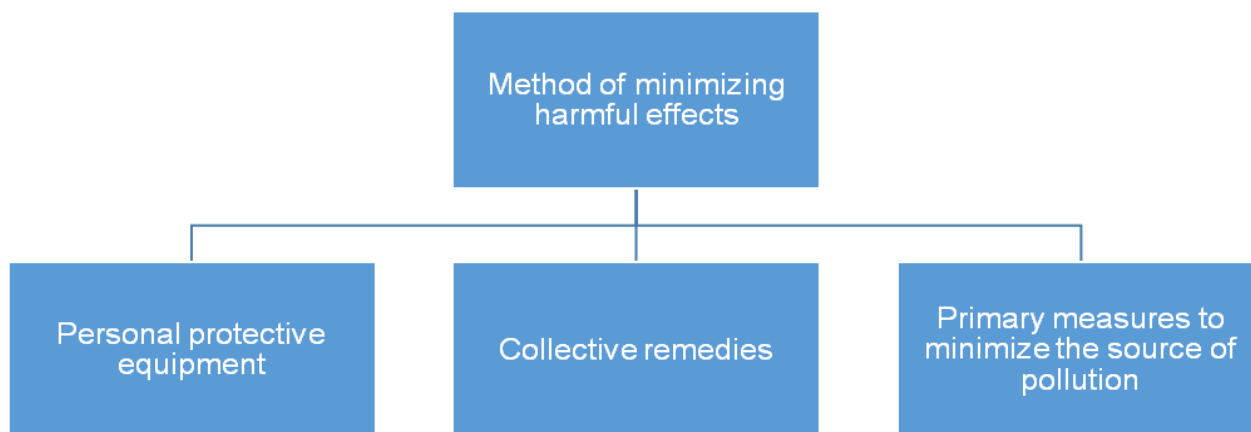 Method of minimizing
harmful effects
Personal protective
equipment
Collective remedies
Primary measures to
minimize the source of
pollution